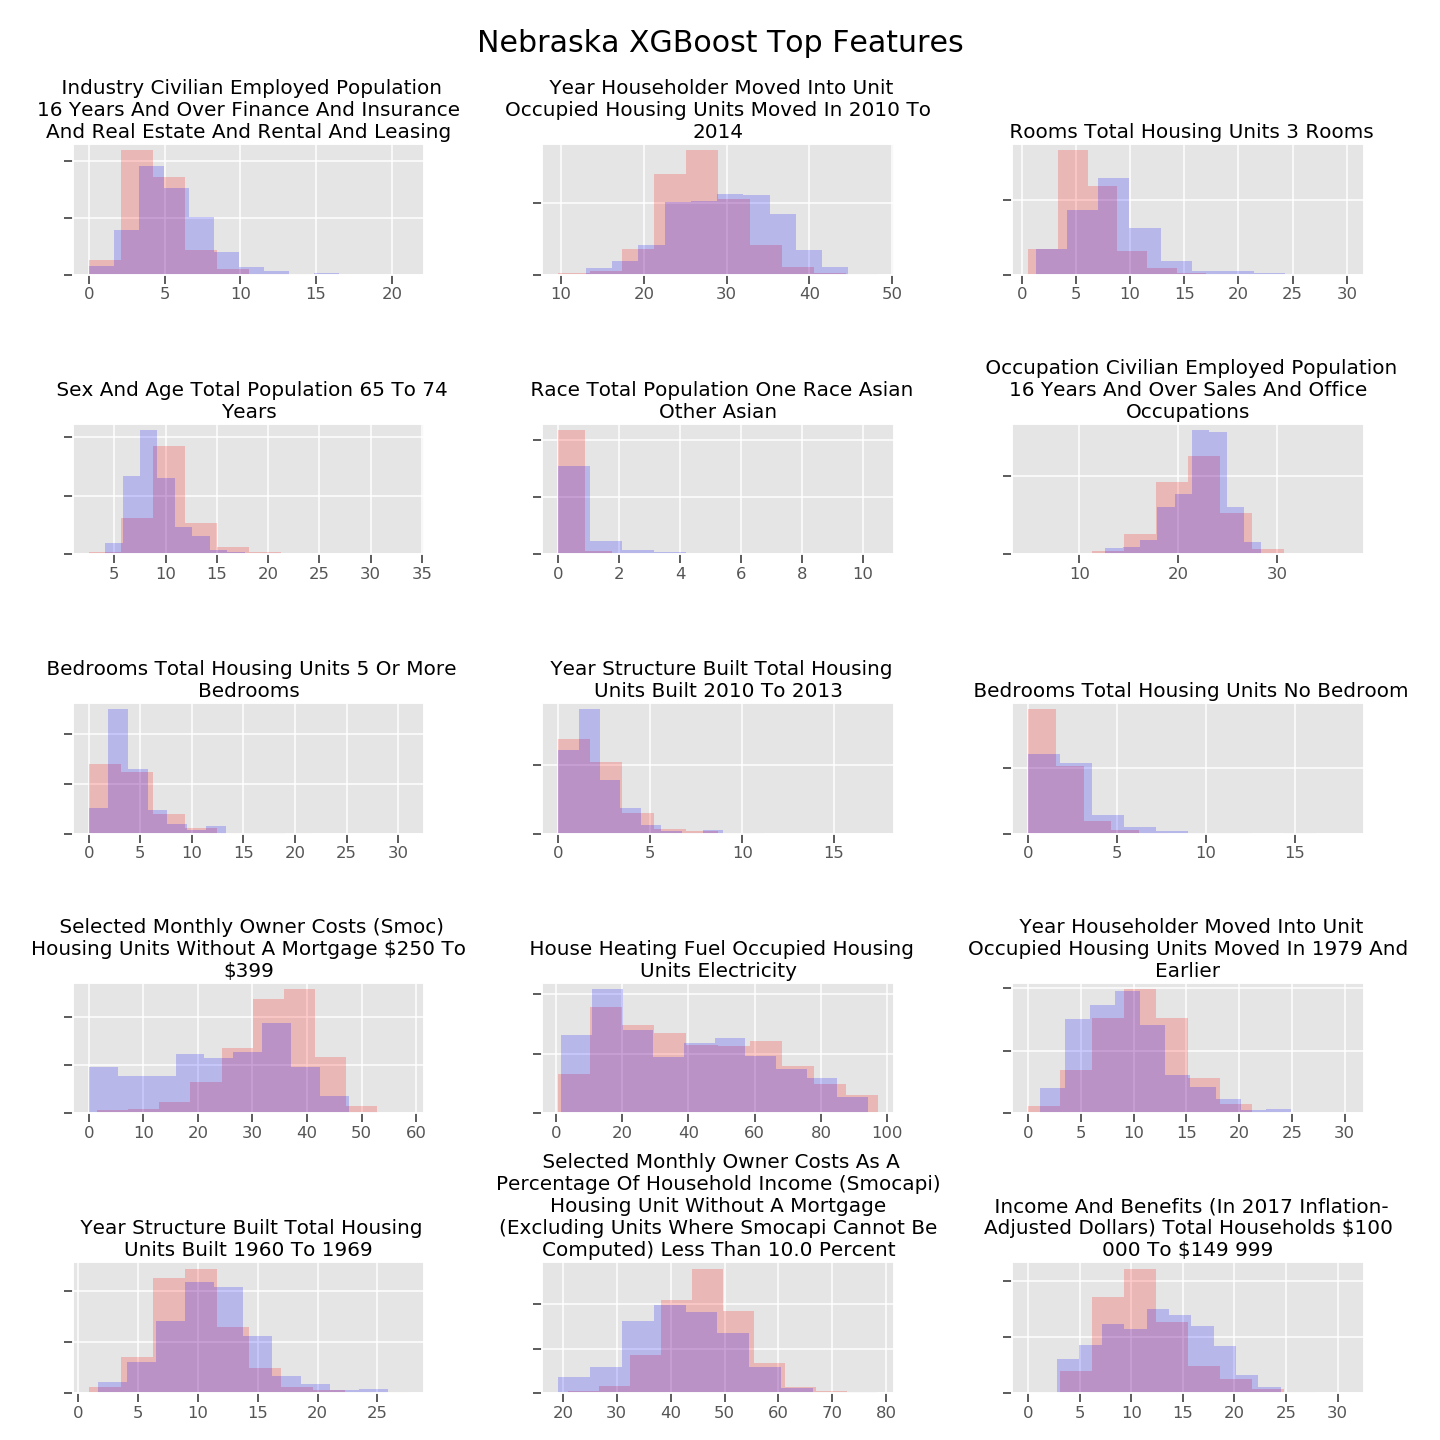 Nebraska XGBoost Top Features
Industry Civilian Employed Population
16 Years And Over Finance And Insurance
And Real Estate And Rental And Leasing
0 5 10 15 20
Year Householder Moved Into Unit
Occupied Housing Units Moved In 2010 To
2014
10 20 30 40 50
Rooms Total Housing Units 3 Rooms
0 5 10 15 20 25 30
Sex And Age Total Population 65 To 74
Years
5 10 15 20 25 30 35
Race Total Population One Race Asian
Other Asian
0 2 4 6 8 10
Occupation Civilian Employed Population
16 Years And Over Sales And Office
Occupations
10 20 30
Bedrooms Total Housing Units 5 Or More
Bedrooms
0 5 10 15 20 25 30
Year Structure Built Total Housing
Units Built 2010 To 2013
0 5 10 15
Bedrooms Total Housing Units No Bedroom
0 5 10 15
Selected Monthly Owner Costs (Smoc)
Housing Units Without A Mortgage $250 To
$399
0 10 20 30 40 50 60
House Heating Fuel Occupied Housing
Units Electricity
0 20 40 60 80 100
Year Householder Moved Into Unit
Occupied Housing Units Moved In 1979 And
Earlier
0 5 10 15 20 25 30
Year Structure Built Total Housing
Units Built 1960 To 1969
0 5 10 15 20 25
Selected Monthly Owner Costs As A
Percentage Of Household Income (Smocapi)
Housing Unit Without A Mortgage
(Excluding Units Where Smocapi Cannot Be
Computed) Less Than 10.0 Percent
20 30 40 50 60 70 80
Income And Benefits (In 2017 Inflation-
Adjusted Dollars) Total Households $100
000 To $149 999
0 5 10 15 20 25 30